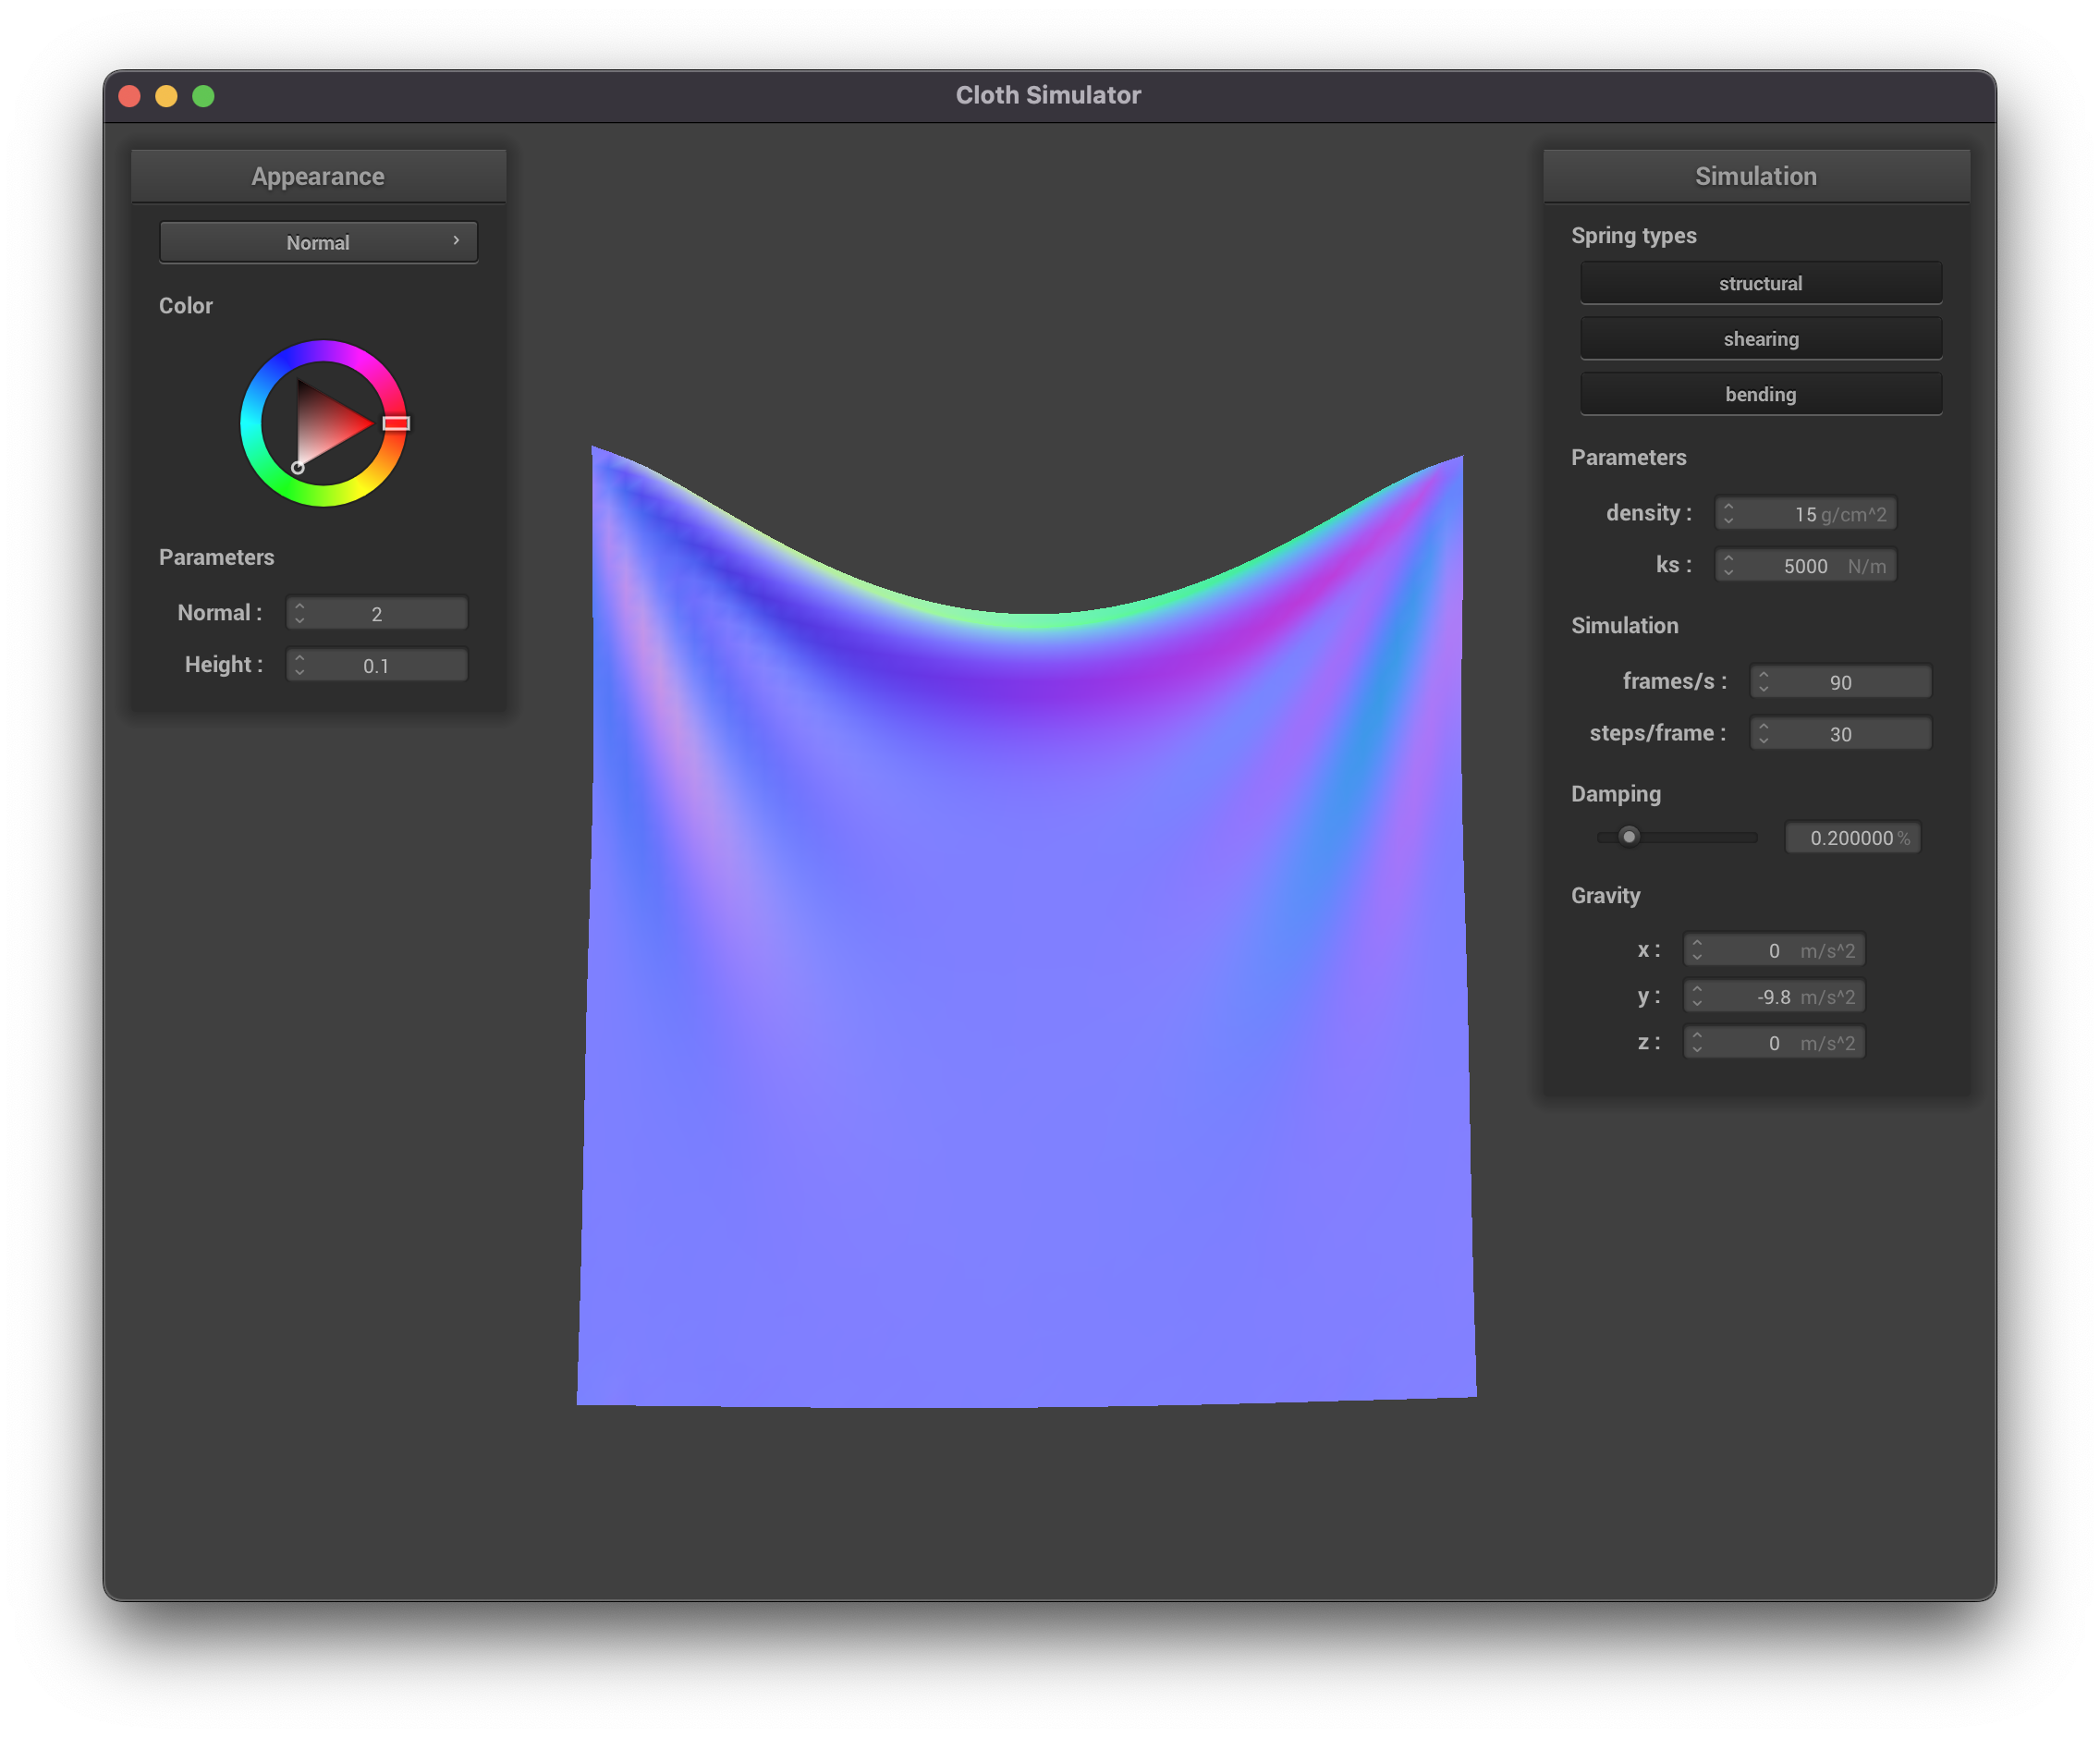 Cloth Simulator
Appearance
Normal
Color
Parameters
Normal : 2
Height : 0.1
Simulation
Spring types
structural
shearing
bending
Parameters
density : 15 g/cm^2
ks : 5000 N/m
Simulation
frames/s : 90
steps/frame : 30
Damping
0.200000 %
Gravity
x : 0 m/s^2
y : -9.8 m/s^2
z : 0 m/s^2